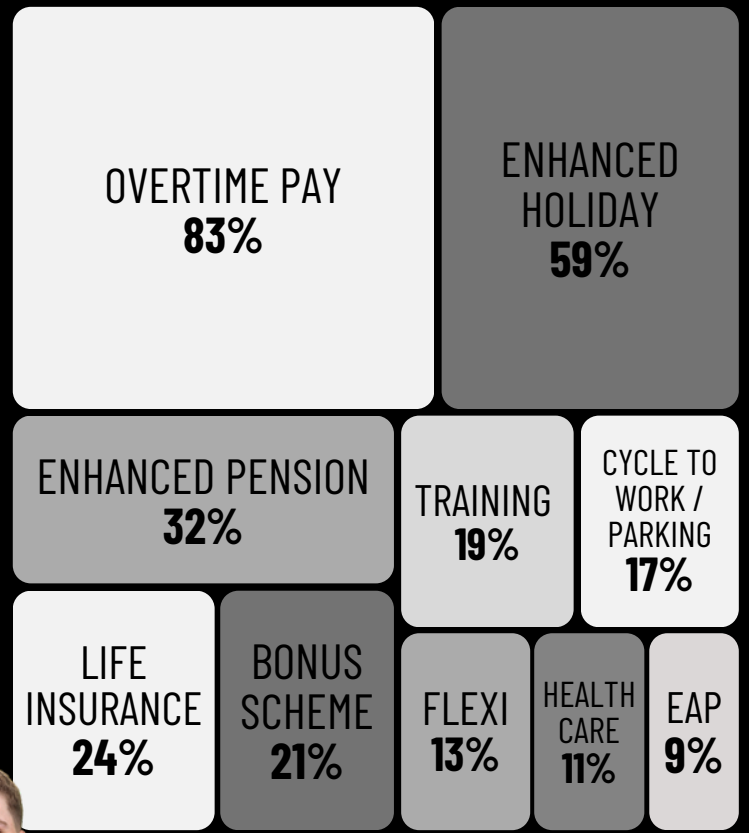 OVERTIME PAY
83%
ENHANCED
HOLIDAY
59%
ENHANCED PENSION
32%
TRAINING
19%
CYCLE TO
WORK /
PARKING
17%
LIFE
INSURANCE
24%
BONUS
SCHEME
21%
FLEXI
13%
HEALTH
CARE
11%
EAP
9%